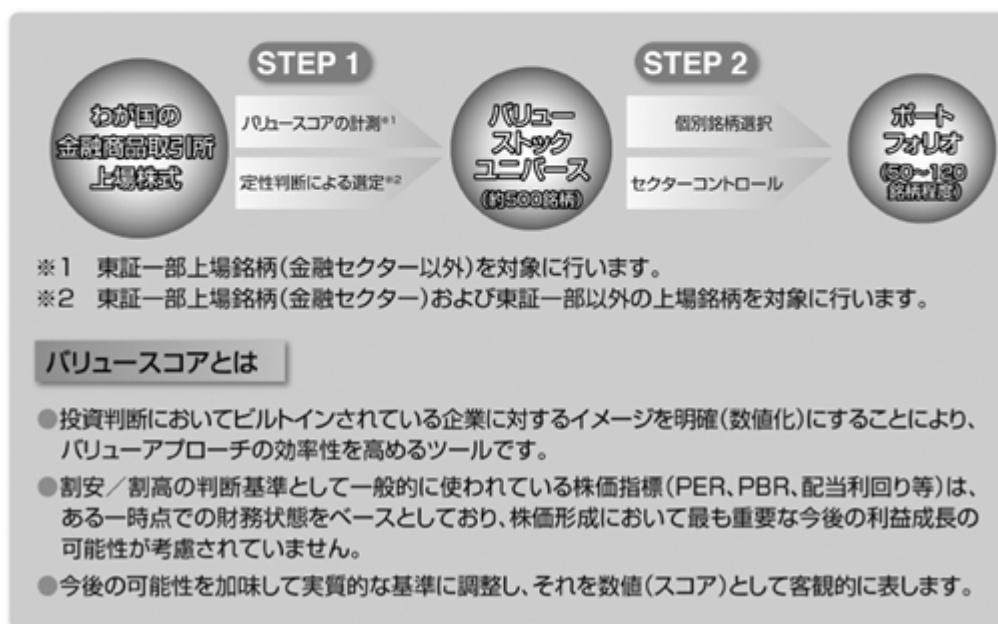 STEP 1
STEP 2
わが国の
金融商品取引所
上場株式
バリュースコアの計測※1
定性判断による選定※2
バリュー
ストック
ユニバース
(約500銘柄)
個別銘柄選択
セクターコントロール
ポート
フォリオ
(50〜120
銘柄程度)
※1 東証一部上場銘柄(金融セクター以外)を対象に行います。
※2 東証一部上場銘柄(金融セクター)および東証一部以外の上場銘柄を対象に行います。
バリュースコアとは
●投資判断においてビルトインされている企業に対するイメージを明確(数値化)にすることにより、
バリューアプローチの効率性を高めるツールです。
●割安/割高の判断基準として一般的に使われている株価指標(PER、PBR、配当利回り等)は、
ある一時点での財務状態をベースとしており、株価形成において最も重要な今後の利益成長の
可能性が考慮されていません。
●今後の可能性を加味して実質的な基準に調整し、それを数値(スコア)として客観的に表します。